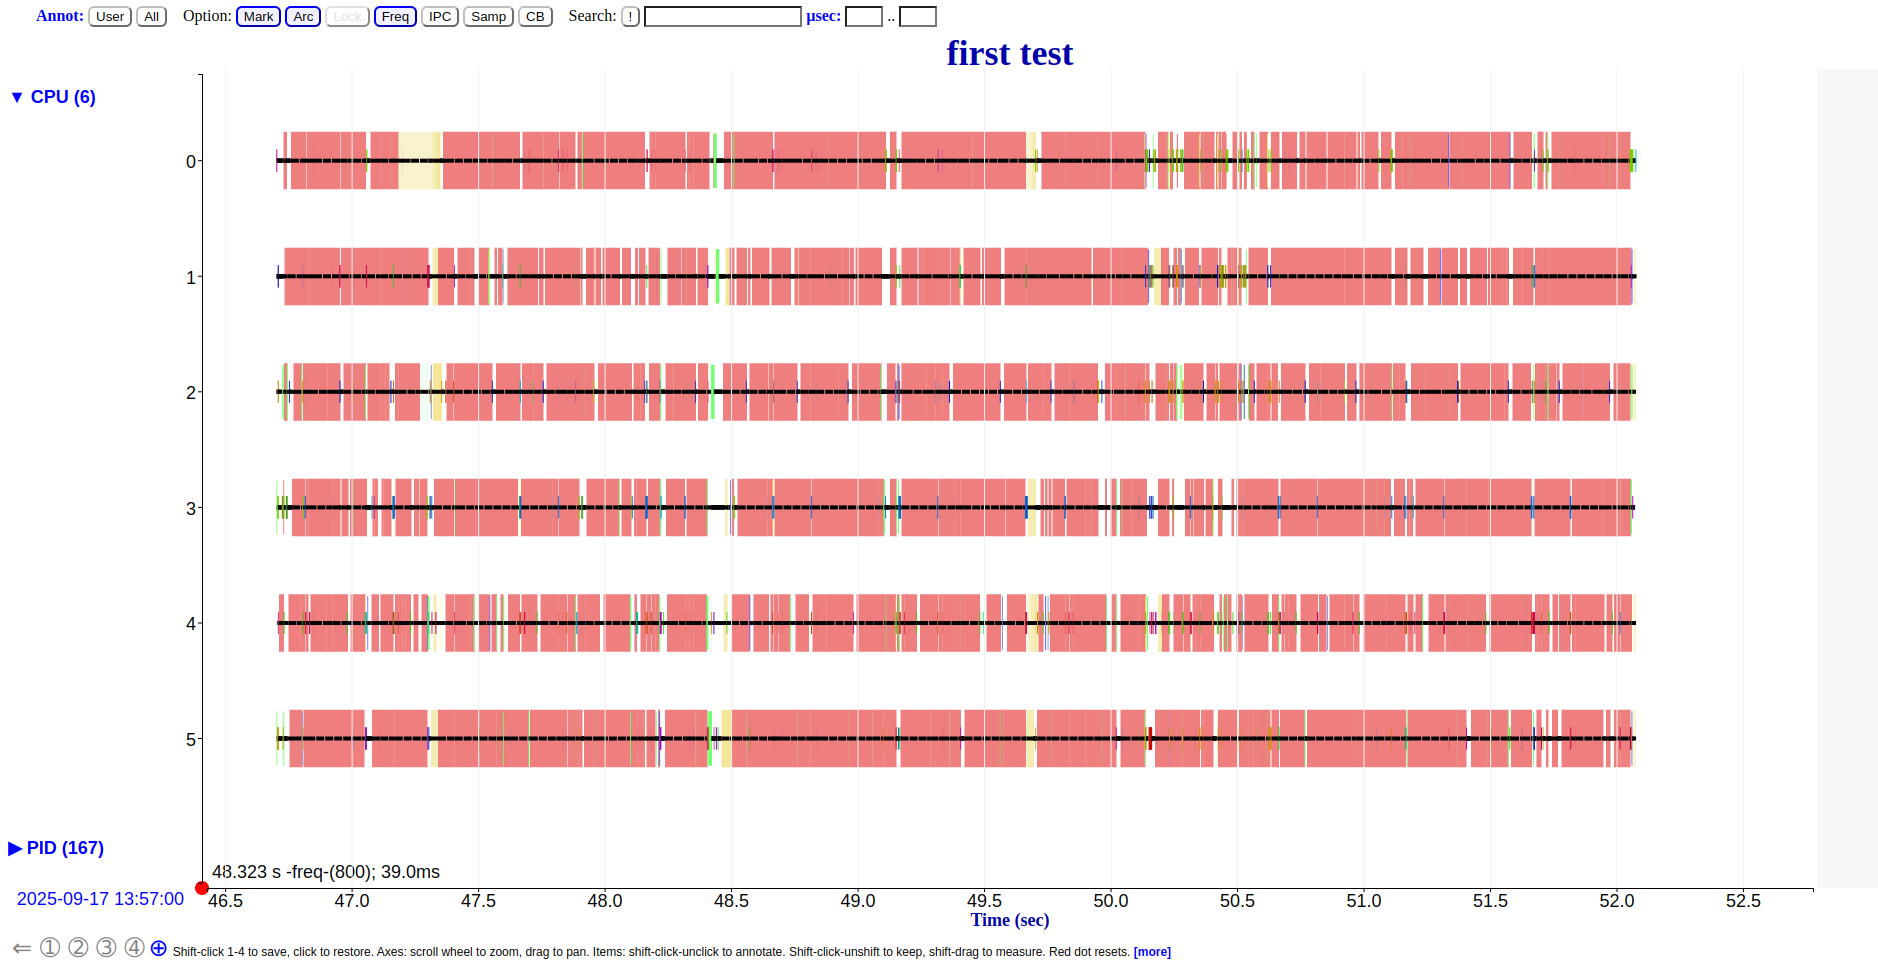 Annot: User All Option: Mark Arc Lock Freq IPC Samp CB Search: ! µsec: ..
first test
▼ CPU (6)
0
1
2
3
4
5
▶ PID (167)
48.323 s -freq-(800); 39.0ms
2025-09-17 13:57:00
46.5 47.0 47.5 48.0 48.5 49.0 49.5 50.0 50.5 51.0 51.5 52.0 52.5
Time (sec)
⇐ ① ② ③ ④ ⊕ Shift-click 1-4 to save, click to restore. Axes: scroll wheel to zoom, drag to pan. Items: shift-click-unclick to annotate. Shift-click-unshift to keep, shift-drag to measure. Red dot resets. [more]